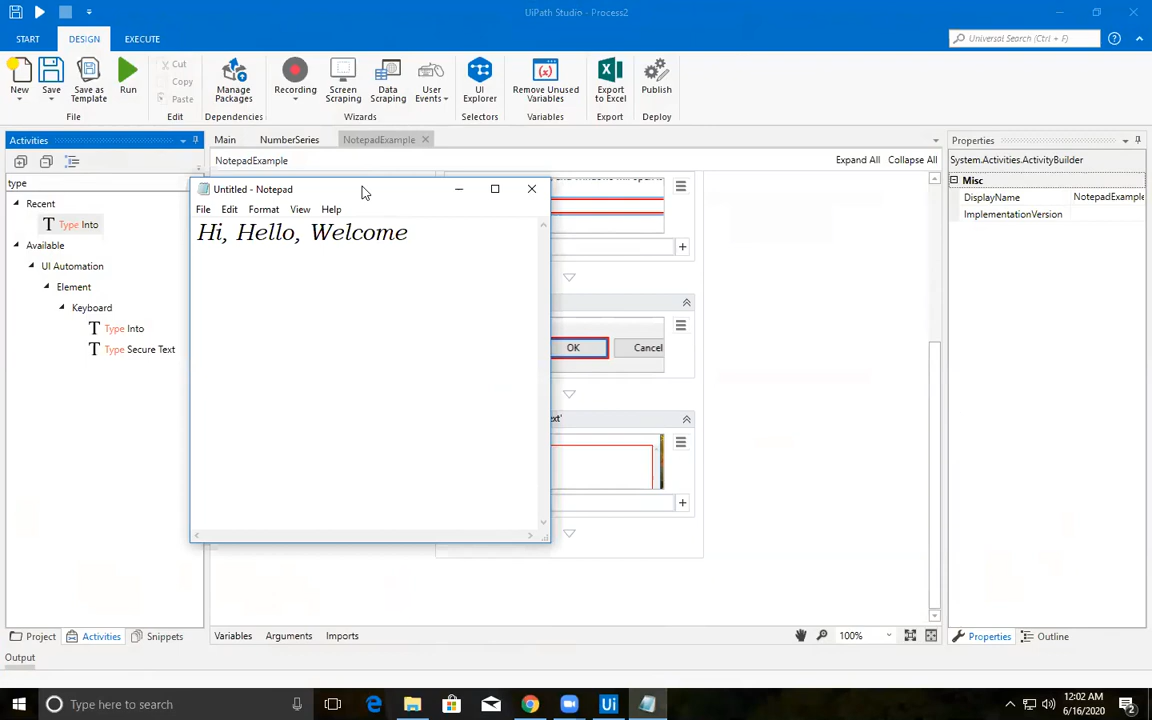 UiPath Studio - Process2
START DESIGN EXECUTE
Universal Search (Ctrl + F)
New
Save
Save as Template
Cut
Copy
Paste
Run
Manage Packages
Recording
Screen Scraping
Data Scraping
User Events
UI Explorer
Remove Unused Variables
Export to Excel
Publish
File Edit Dependencies Wizards Selectors Variables Export Deploy
Activities
Main NumberSeries NotepadExample
Properties
NotepadExample
Expand All Collapse All
System.Activities.ActivityBuilder
type
Misc
DisplayName NotepadExample
ImplementationVersion
Recent
Type Into
Available
UI Automation
Element
Keyboard
Type Into
Type Secure Text
Untitled - Notepad
File Edit Format View Help
Hi, Hello, Welcome
OK
Cancel
Project Activities Snippets
Variables Arguments Imports
100%
Properties Outline
Output
Type here to search
12:02 AM
6/16/2020
2